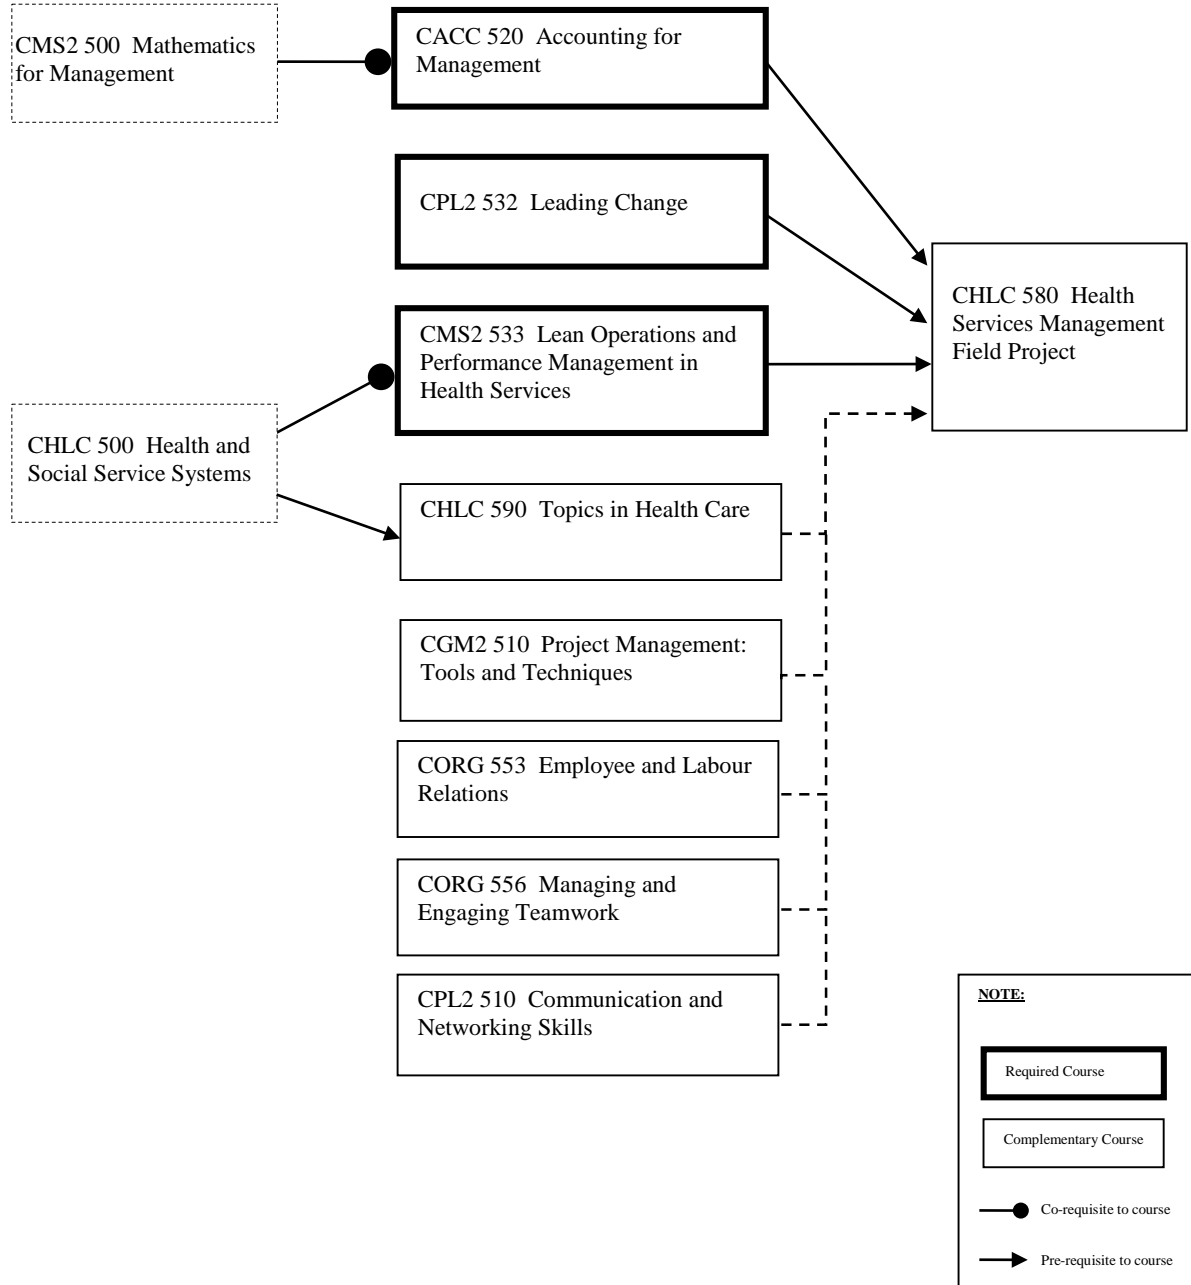 CMS2 500  Mathematics
for Management
CACC 520  Accounting for
Management
CPL2 532  Leading Change
CMS2 533  Lean Operations and
Performance Management in
Health Services
CHLC 580  Health
Services Management
Field Project
CHLC 500  Health and
Social Service Systems
CHLC 590  Topics in Health Care
CGM2 510  Project Management:
Tools and Techniques
CORG 553  Employee and Labour
Relations
CORG 556  Managing and
Engaging Teamwork
CPL2 510  Communication and
Networking Skills
NOTE:
Required Course
Complementary Course
Co-requisite to course
Pre-requisite to course